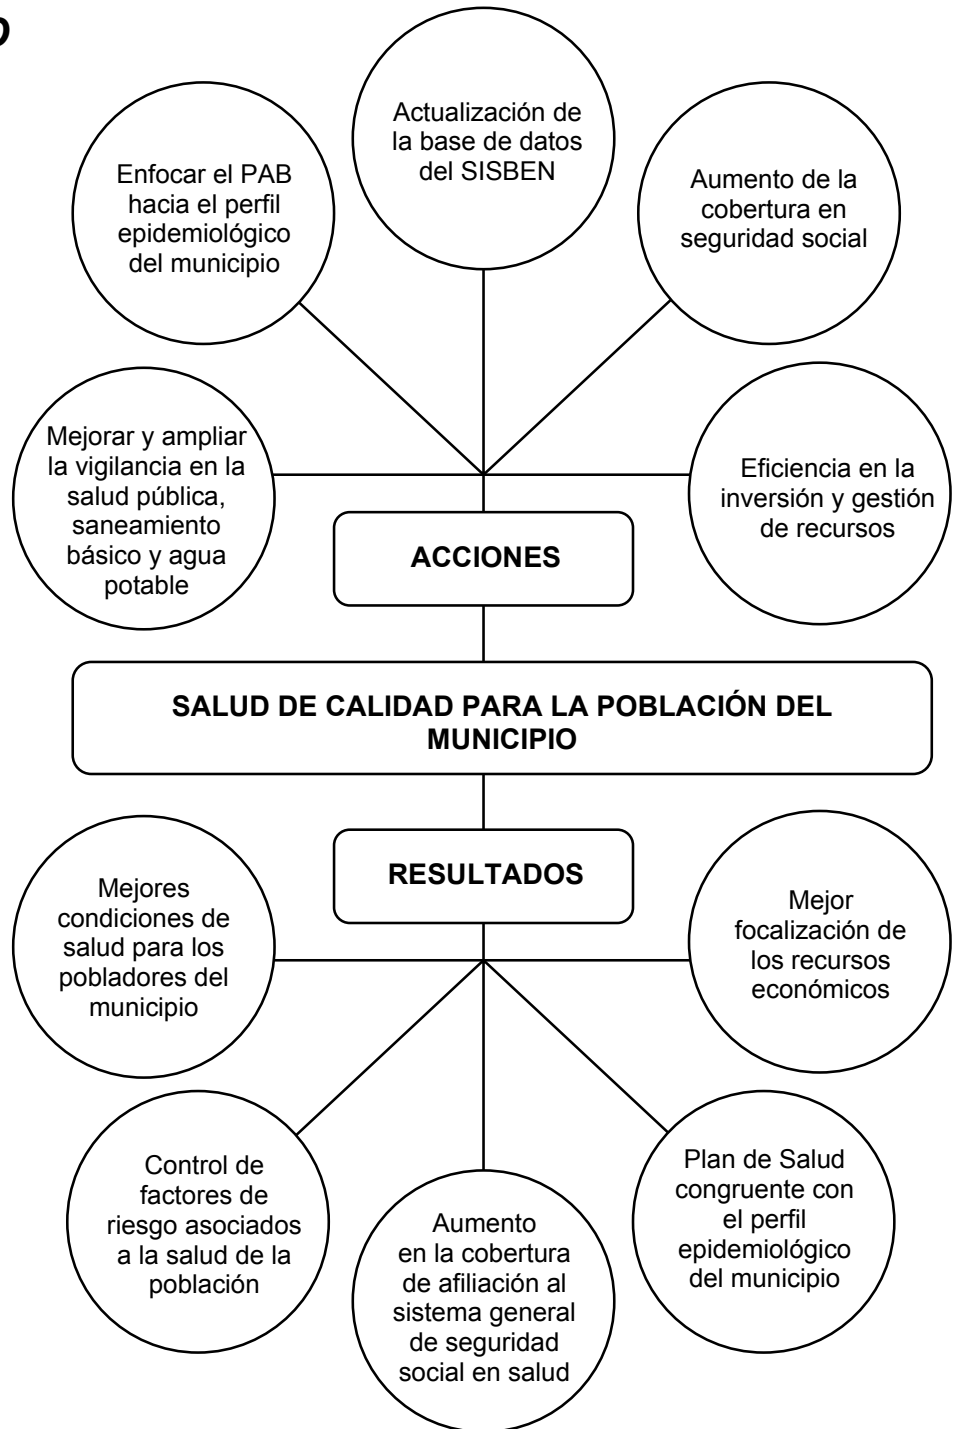 Actualización de
la base de datos
del SISBEN
Enfocar el PAB
hacia el perfil
epidemiológico
del municipio
Aumento de la
cobertura en
seguridad social
Mejorar y ampliar
la vigilancia en la
salud pública,
saneamiento
básico y agua
potable
Eficiencia en la
inversión y gestión
de recursos
ACCIONES
SALUD DE CALIDAD PARA LA POBLACIÓN DEL
MUNICIPIO
RESULTADOS
Mejores
condiciones de
salud para los
pobladores del
municipio
Mejor
focalización de
los recursos
económicos
Control de
factores de
riesgo asociados
a la salud de la
población
Aumento
en la cobertura
de afiliación al
sistema general
de seguridad
social en salud
Plan de Salud
congruente con
el perfil
epidemiológico
del municipio